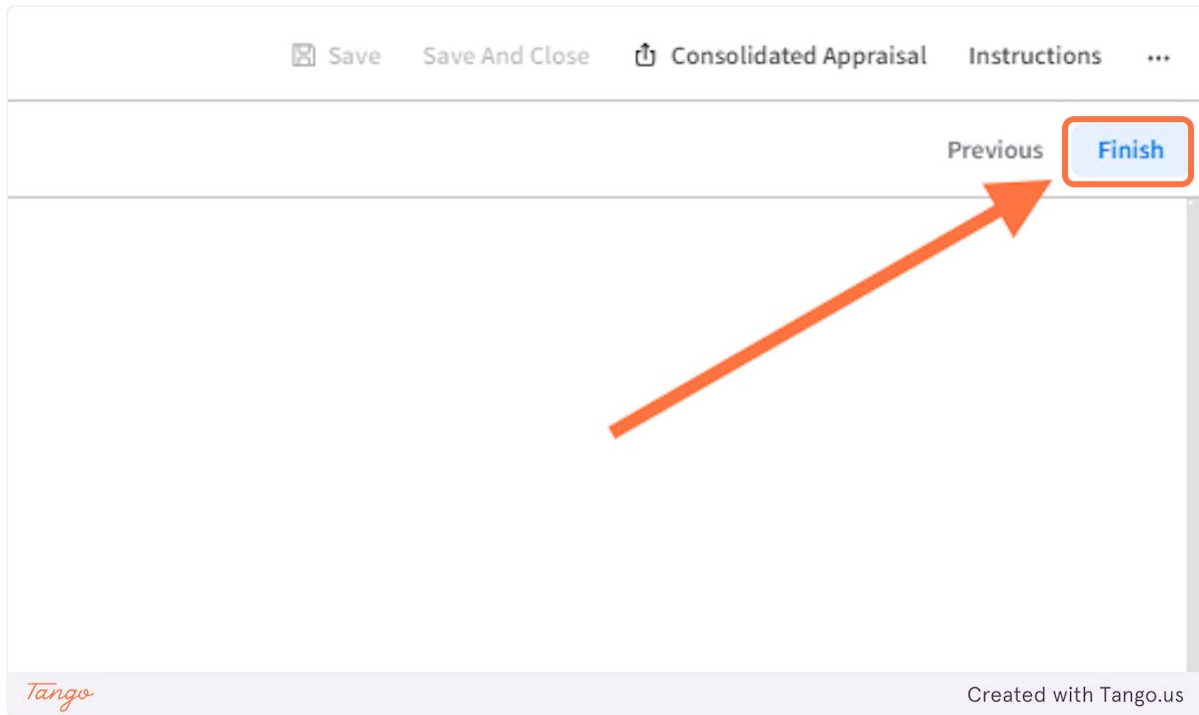 Save Save And Close Consolidated Appraisal Instructions ...
Previous Finish
Tango Created with Tango.us